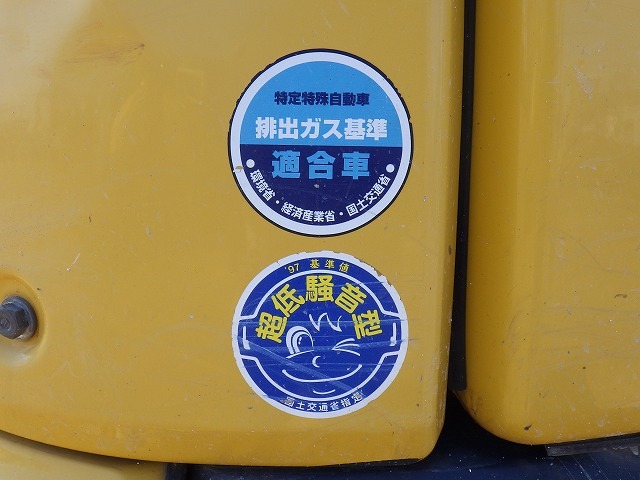 特定特殊自動車
排出ガス基準
適合車
・環境省・経済産業省・国土交通省・
'97 基準値
超低騒音型
国土交通省指定